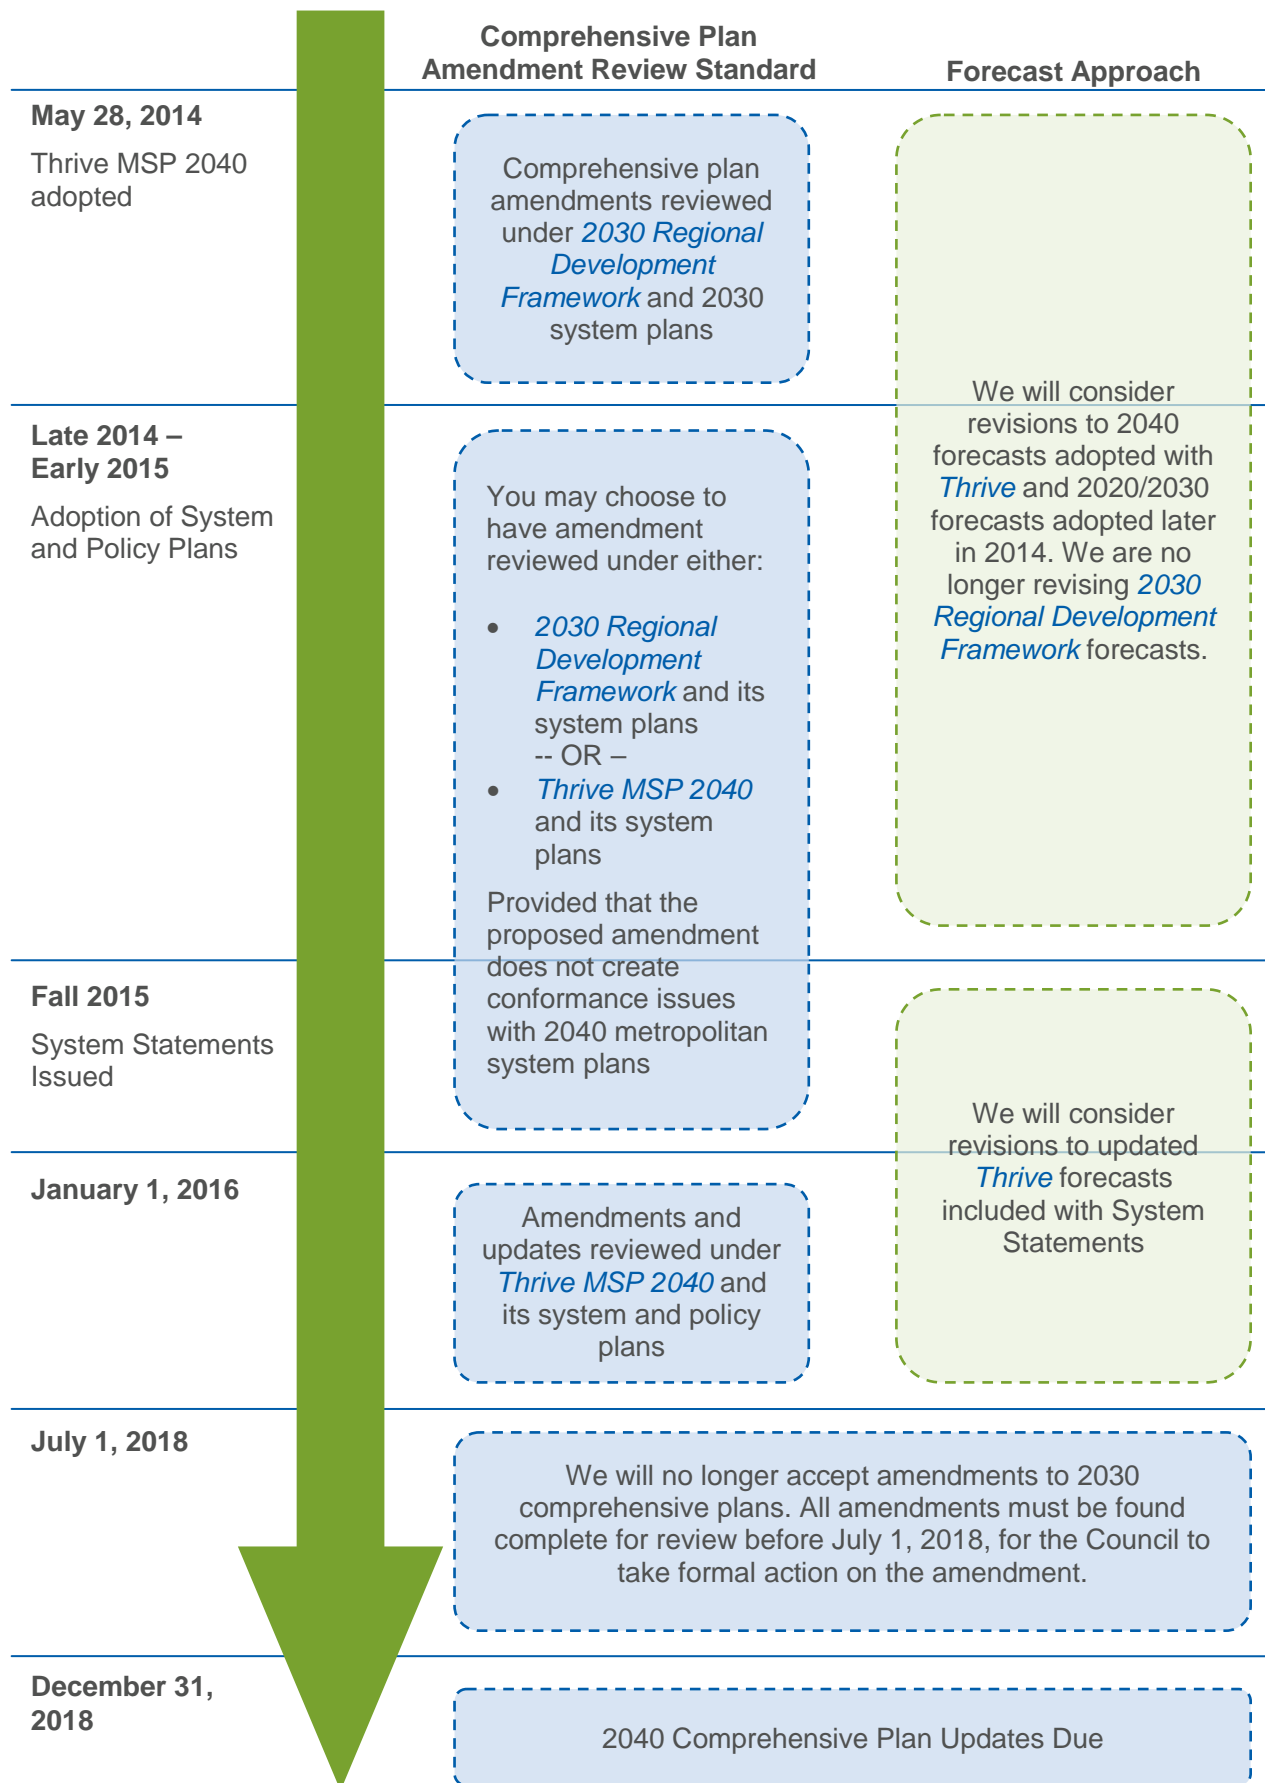 Comprehensive Plan
Amendment Review Standard
Forecast Approach
May 28, 2014
Thrive MSP 2040
adopted
Comprehensive plan
amendments reviewed
under 2030 Regional
Development
Framework and 2030
system plans
We will consider
revisions to 2040
forecasts adopted with
Thrive and 2020/2030
forecasts adopted later
in 2014. We are no
longer revising 2030
Regional Development
Framework forecasts.
Late 2014 –
Early 2015
Adoption of System
and Policy Plans
You may choose to
have amendment
reviewed under either:
• 2030 Regional
Development
Framework and its
system plans
-- OR –
• Thrive MSP 2040
and its system
plans
Provided that the
proposed amendment
does not create
conformance issues
with 2040 metropolitan
system plans
Fall 2015
System Statements
Issued
We will consider
revisions to updated
Thrive forecasts
included with System
Statements
January 1, 2016
Amendments and
updates reviewed under
Thrive MSP 2040 and
its system and policy
plans
July 1, 2018
We will no longer accept amendments to 2030
comprehensive plans. All amendments must be found
complete for review before July 1, 2018, for the Council to
take formal action on the amendment.
December 31,
2018
2040 Comprehensive Plan Updates Due